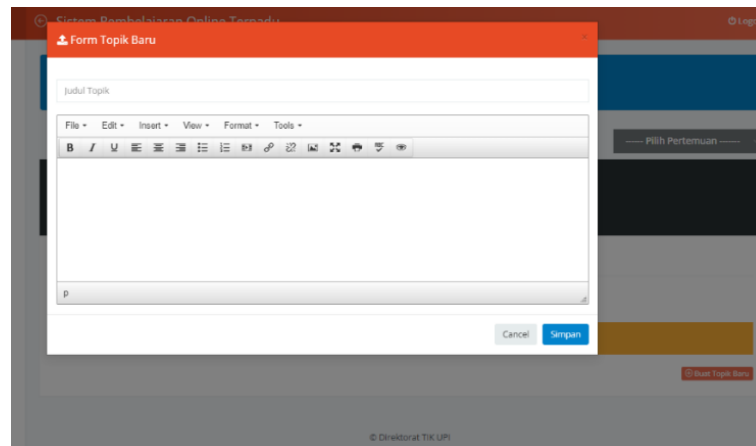 Sistem Pembelajaran Online Terpadu
Form Topik Baru
Judul Topik
File Edit Insert View Format Tools
B I U
p
Cancel Simpan
----- Pilih Pertemuan -----
Buat Topik Baru
© Direktorat TIK UPI